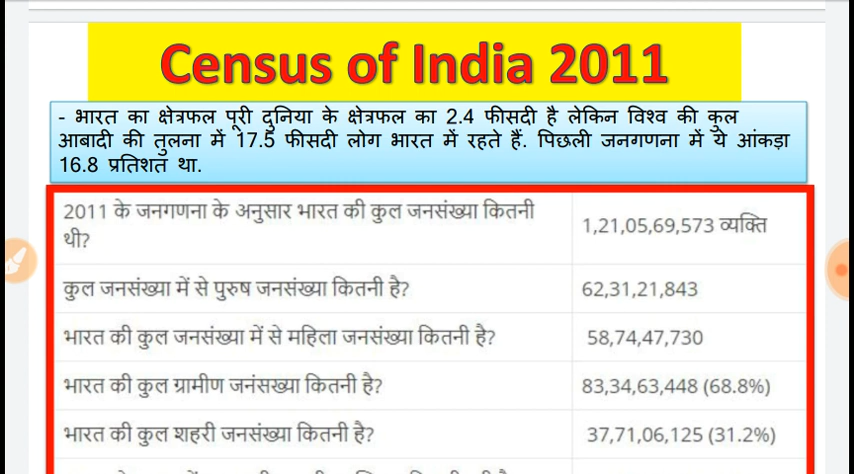 Census of India 2011
- भारत का क्षेत्रफल पूरी दुनिया के क्षेत्रफल का 2.4 फीसदी है लेकिन विश्व की कुल
आबादी की तुलना में 17.5 फीसदी लोग भारत में रहते हैं. पिछली जनगणना में ये आंकड़ा
16.8 प्रतिशत था.
2011 के जनगणना के अनुसार भारत की कुल जनसंख्या कितनी
थी?
1,21,05,69,573 व्यक्ति
कुल जनसंख्या में से पुरुष जनसंख्या कितनी है?
62,31,21,843
भारत की कुल जनसंख्या में से महिला जनसंख्या कितनी है?
58,74,47,730
भारत की कुल ग्रामीण जनंसख्या कितनी है?
83,34,63,448 (68.8%)
भारत की कुल शहरी जनसंख्या कितनी है?
37,71,06,125 (31.2%)